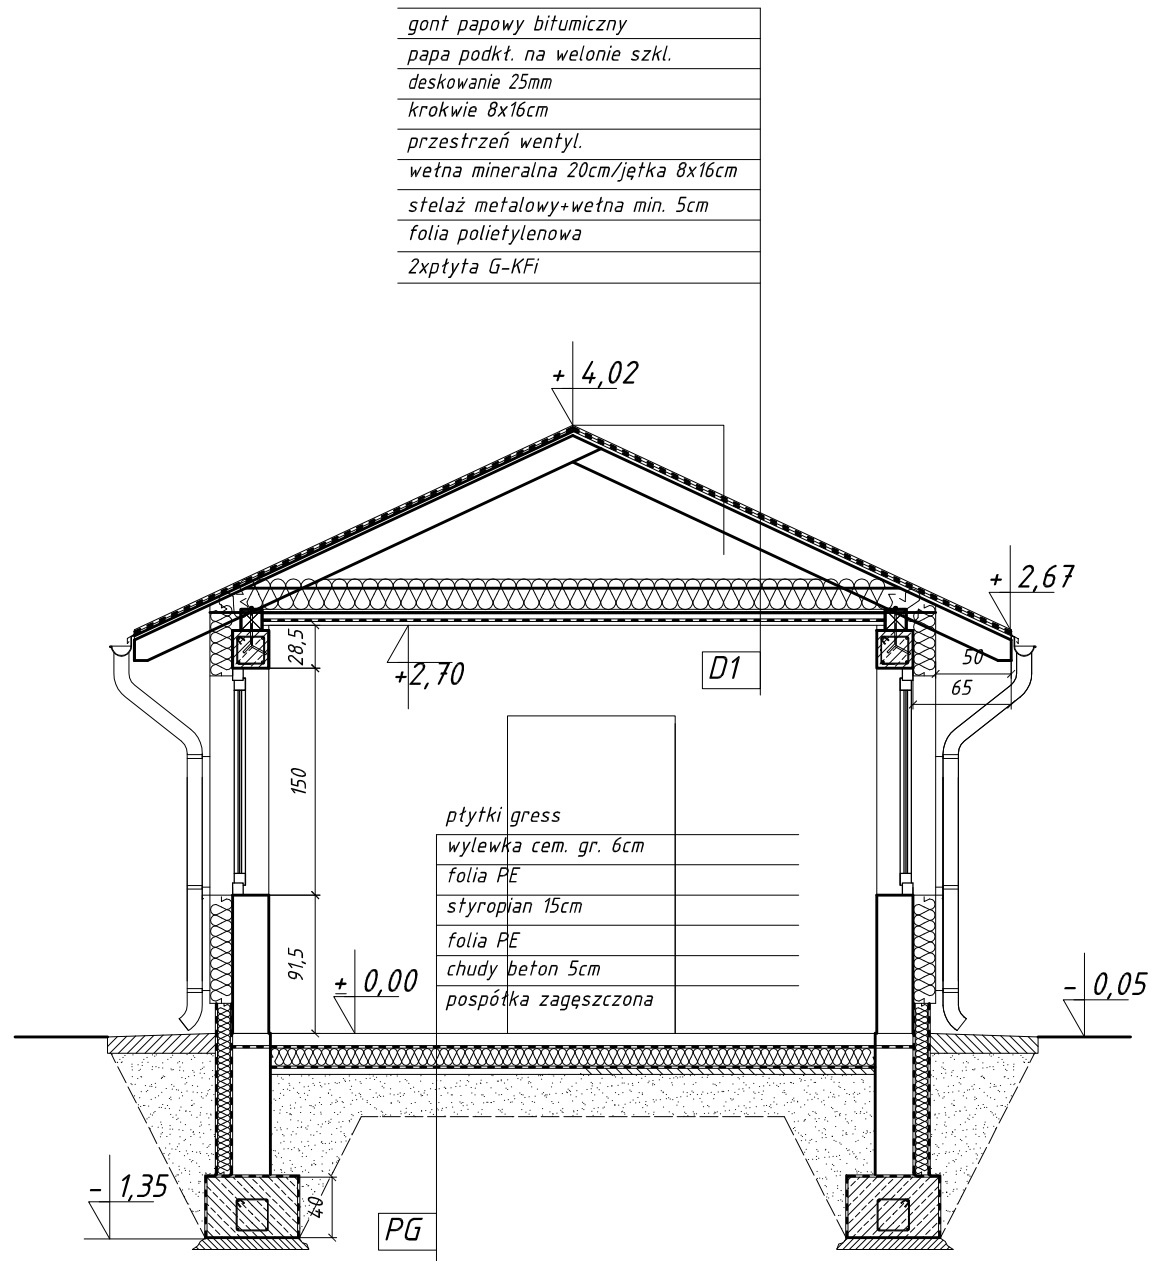 gont papowy bitumiczny
papa podkł. na welonie szkl.
deskowanie 25mm
krokwie 8x16cm
przestrzeń wentyl.
wełna mineralna 20cm/jętka 8x16cm
stelaż metalowy+wełna min. 5cm
folia polietylenowa
2xpłyta G-KFi
+ 4,02
+ 2,67
28,5
+2,70
D1
50
65
150
płytki gress
wylewka cem. gr. 6cm
folia PE
styropian 15cm
folia PE
chudy beton 5cm
pospółka zagęszczona
91,5
± 0,00
- 0,05
- 1,35
40
PG